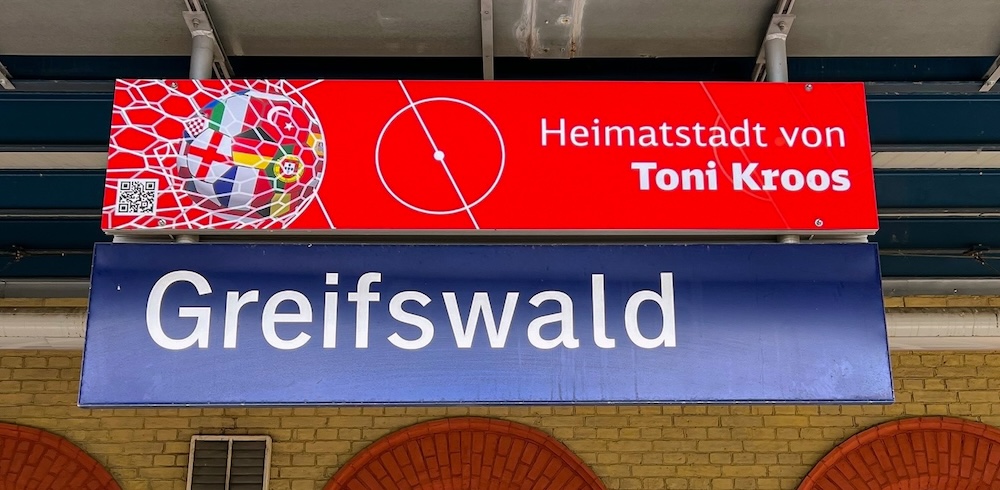 Heimatstadt von
Toni Kroos
Greifswald